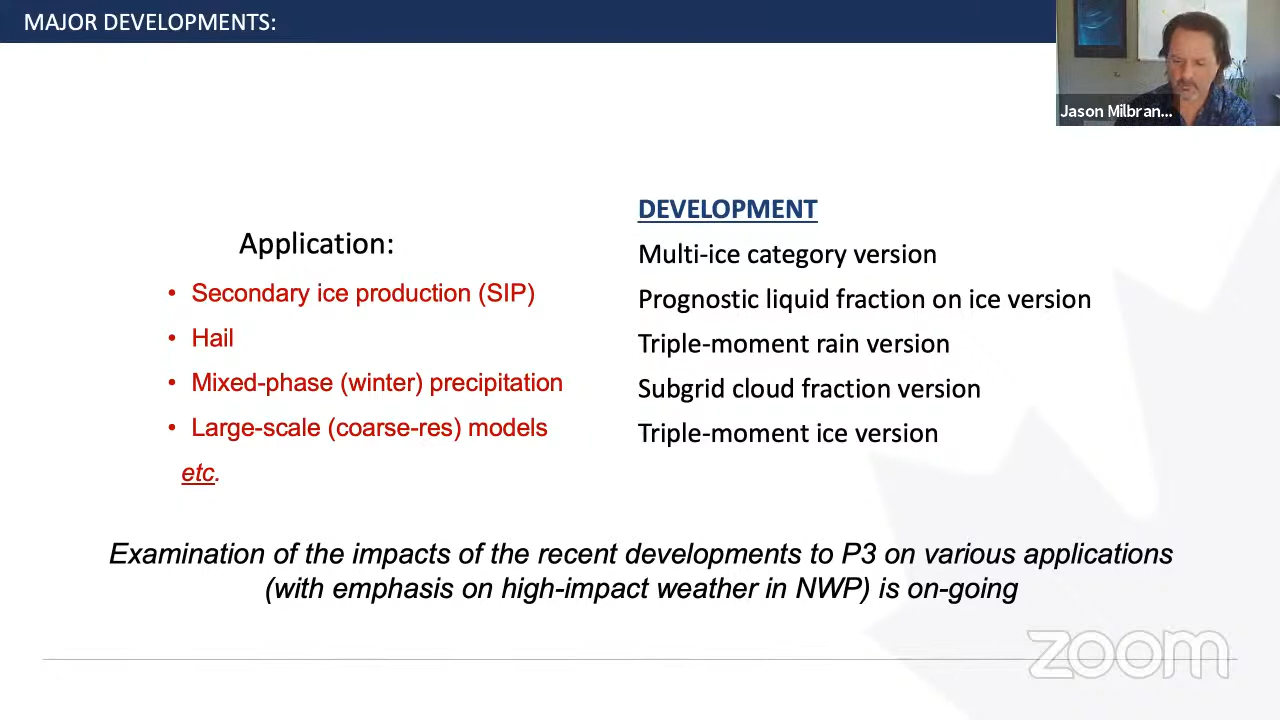 MAJOR DEVELOPMENTS:
Jason Milbran...
DEVELOPMENT
Application:
Multi-ice category version
• Secondary ice production (SIP)
Prognostic liquid fraction on ice version
• Hail
Triple-moment rain version
• Mixed-phase (winter) precipitation
Subgrid cloud fraction version
• Large-scale (coarse-res) models
Triple-moment ice version
etc.
Examination of the impacts of the recent developments to P3 on various applications
(with emphasis on high-impact weather in NWP) is on-going
zoom